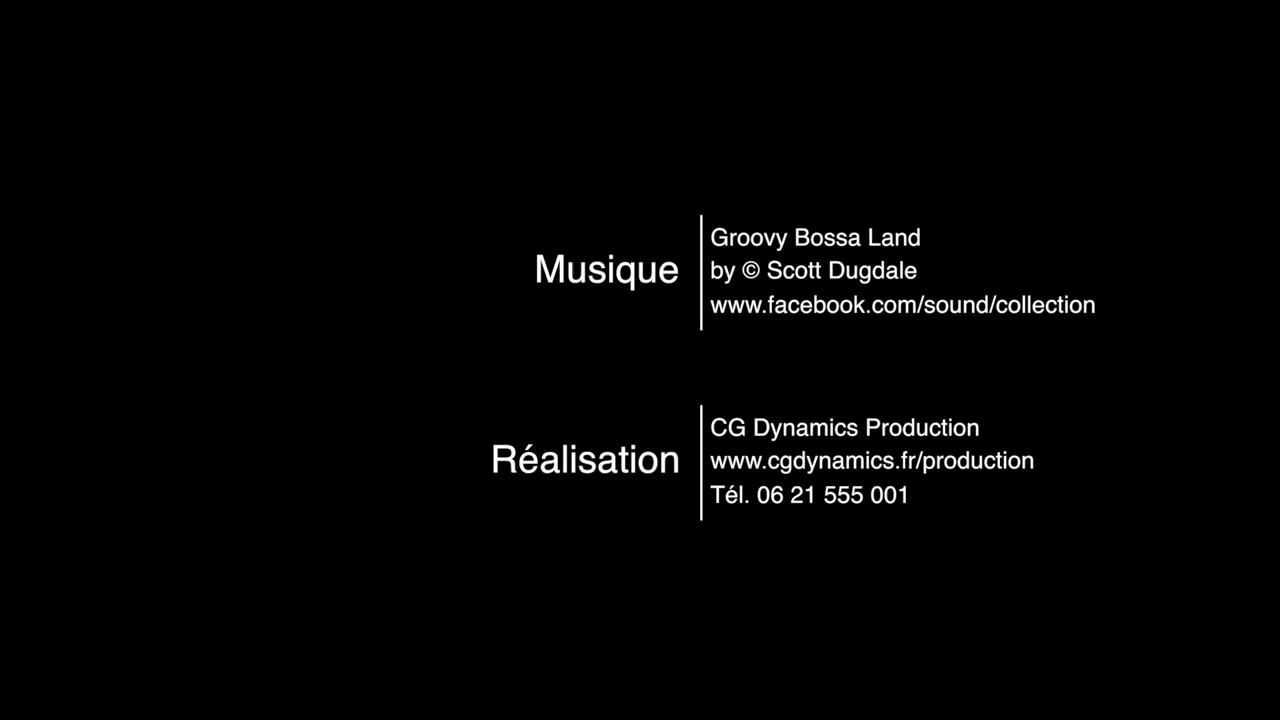 Musique
Groovy Bossa Land
by © Scott Dugdale
www.facebook.com/sound/collection
Réalisation
CG Dynamics Production
www.cgdynamics.fr/production
Tél. 06 21 555 001